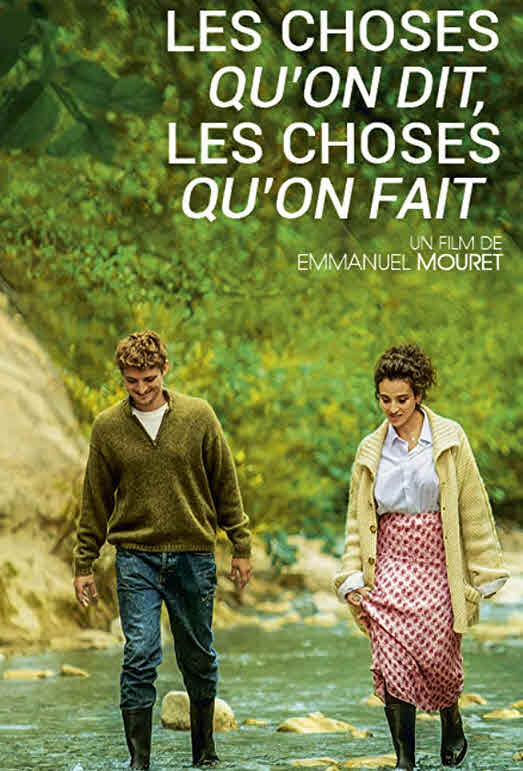 LES CHOSES
QU'ON DIT,
LES CHOSES
QU'ON FAIT
UN FILM DE
EMMANUEL MOURET